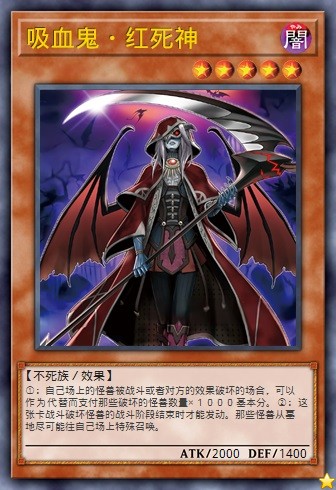 吸血鬼·红死神
闇
【不死族／效果】
①：自己场上的怪兽被战斗或者对方的效果破坏的场合，可以
作为代替而支付那些破坏的怪兽数量×１０００基本分。②：这
张卡战斗破坏怪兽的战斗阶段结束时才能发动。那些怪兽从墓
地尽可能往自己场上特殊召唤。
ATK/2000 DEF/1400